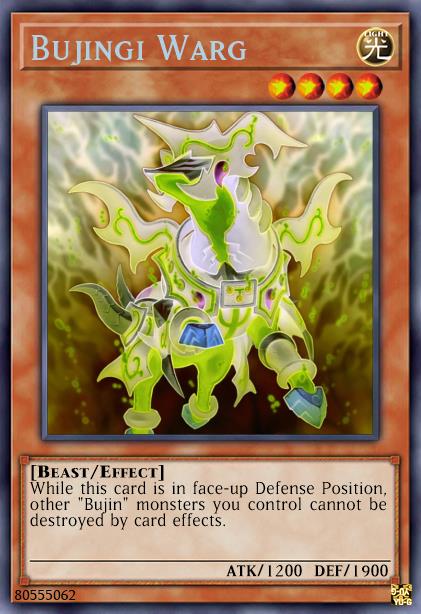 Bujingi Warg
LIGHT
光
[Beast/Effect]
While this card is in face-up Defense Position,
other "Bujin" monsters you control cannot be
destroyed by card effects.
ATK/1200 DEF/1900
80555062